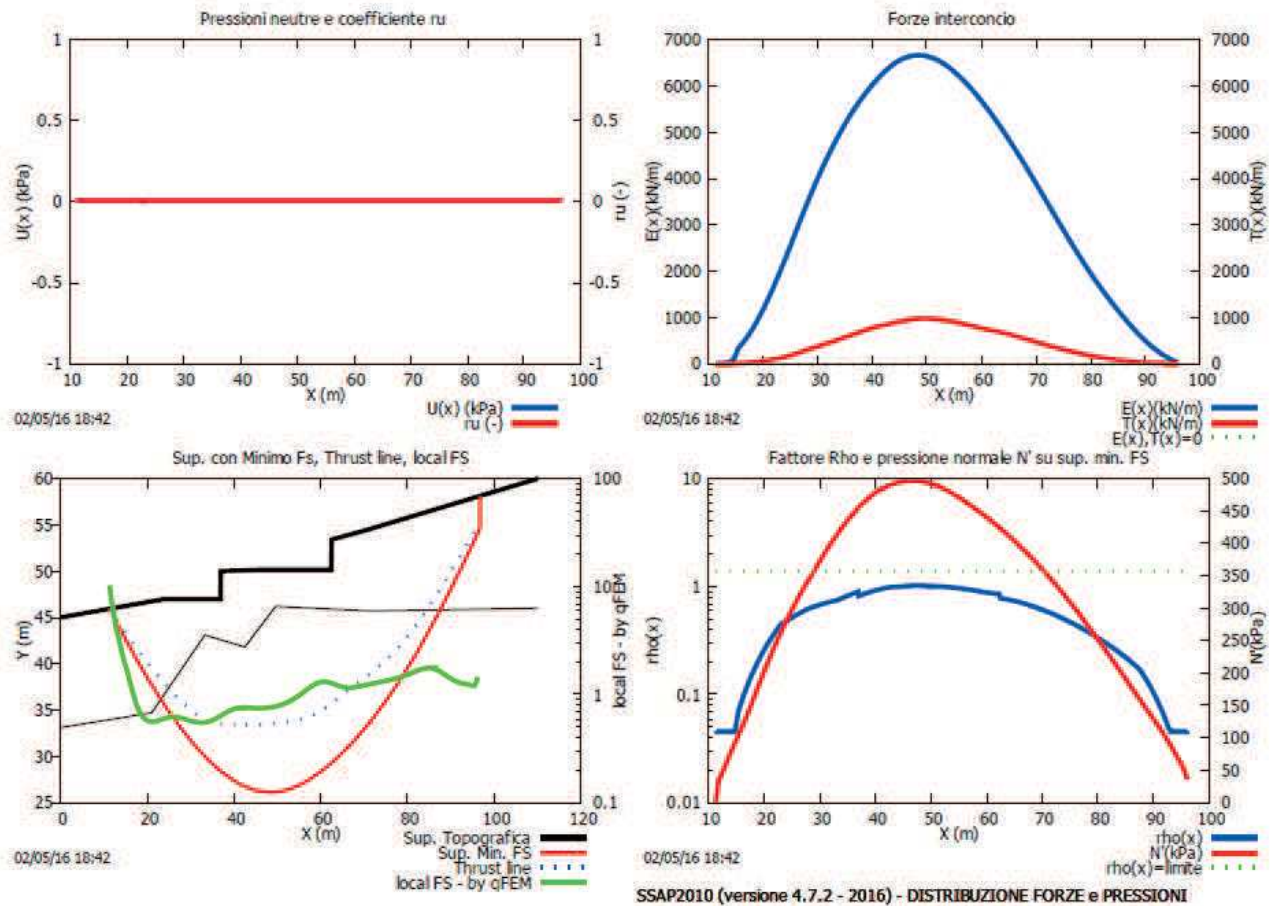 Pressioni neutre e coefficiente ru
1
0.5
0
-0.5
-1
U(x) (kPa)
1
0.5
0
-0.5
-1
ru (-)
10 20 30 40 50 60 70 80 90 100
X (m)
02/05/16 18:42
U(x) (kPa)
ru (-)
Forze interconcio
7000
6000
5000
4000
3000
2000
1000
0
E(x)(kN/m)
7000
6000
5000
4000
3000
2000
1000
0
T(x)(kN/m)
10 20 30 40 50 60 70 80 90 100
X (m)
02/05/16 18:42
E(x)(kN/m)
T(x)(kN/m)
E(x),T(x)=0
Sup. con Minimo Fs, Thrust line, local FS
60
55
50
45
40
35
30
25
Y (m)
100
10
1
0.1
local FS - by qFEM
0 20 40 60 80 100 120
X (m)
02/05/16 18:42
Sup. Topografica
Sup. Min. FS
Thrust line
local FS - by qFEM
Fattore Rho e pressione normale N' su sup. min. FS
10
1
0.1
0.01
rho(x)
500
450
400
350
300
250
200
150
100
50
0
N'(kPa)
10 20 30 40 50 60 70 80 90 100
X (m)
02/05/16 18:42
rho(x)
N'(kPa)
rho(x)=limite
SSAP2010 (versione 4.7.2 - 2016) - DISTRIBUZIONE FORZE e PRESSIONI